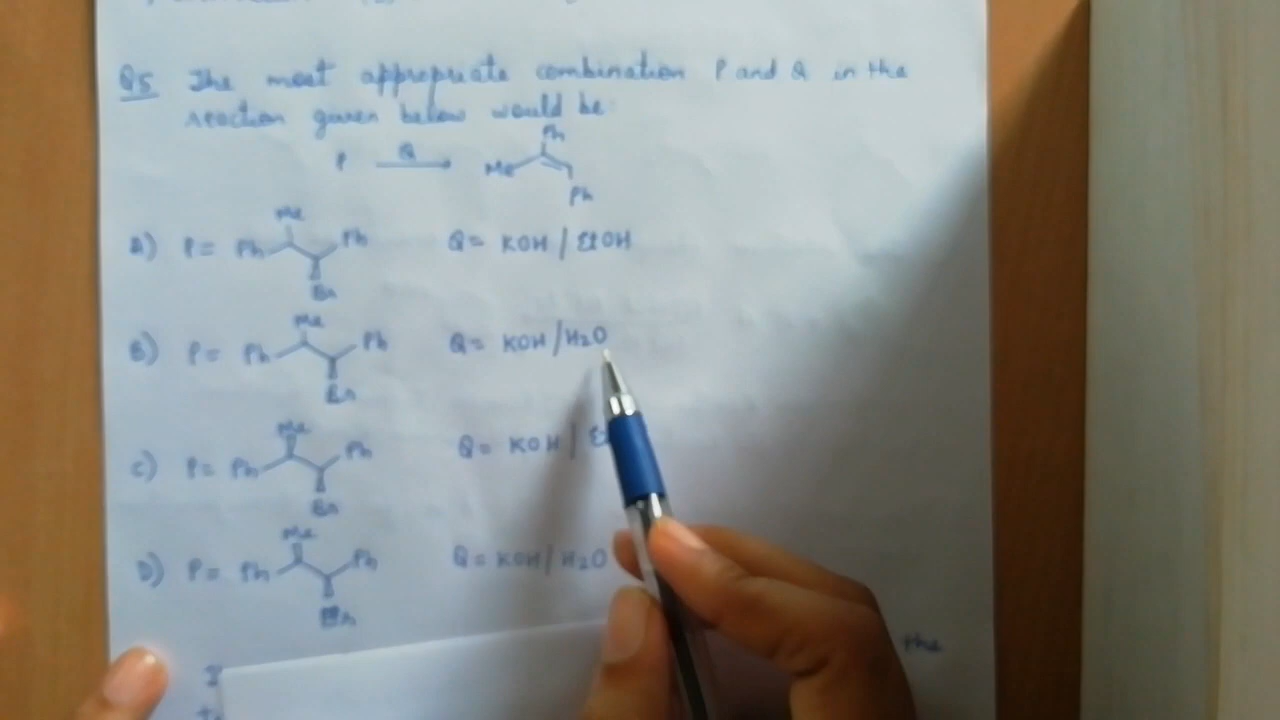 Q5 The most appropriate combination P and Q in the
reaction given below would be:
Ph
P Q Me
Ph
Me
A) P= Ph Ph Q= KOH / EtOH
Br
Me
B) P= Ph Ph Q= KOH / H2O
Br
Me
C) P= Ph Ph Q= KOH / Et
Br
Me
D) P= Ph Ph Q= KOH / H2O
Br
the